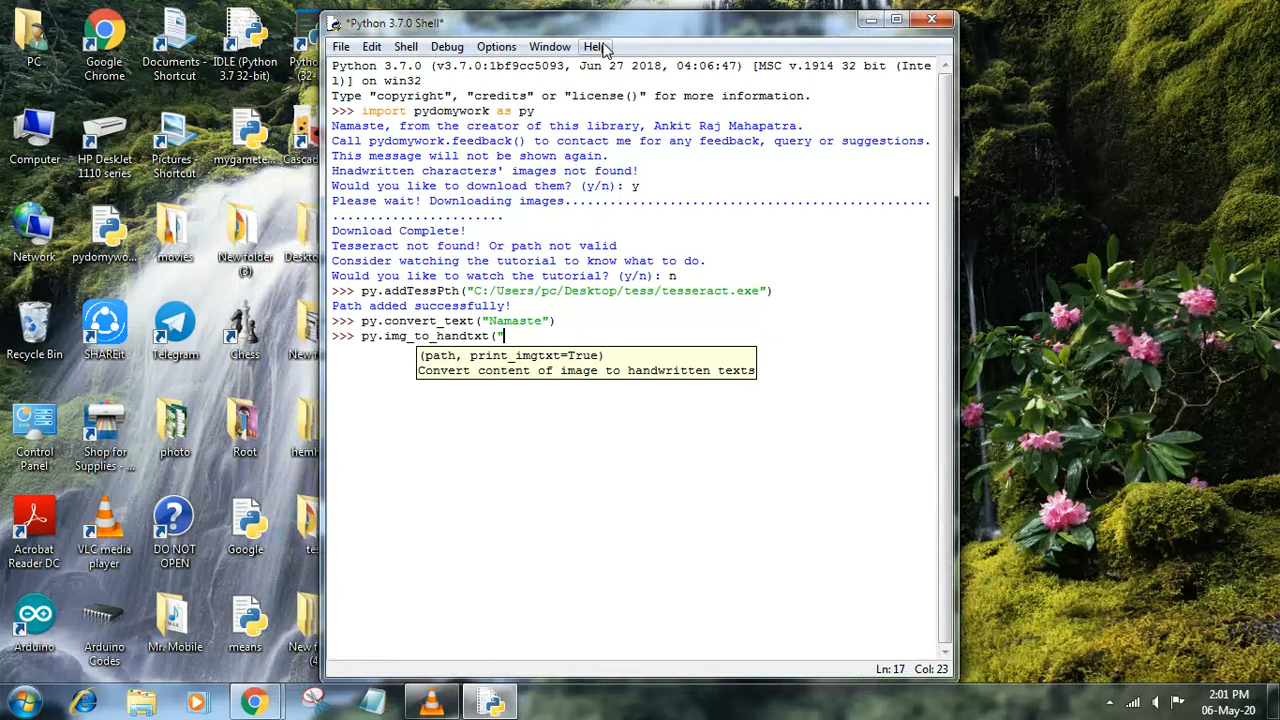 *Python 3.7.0 Shell*
File Edit Shell Debug Options Window Help
Python 3.7.0 (v3.7.0:1bf9cc5093, Jun 27 2018, 04:06:47) [MSC v.1914 32 bit (Inte
l)] on win32
Type "copyright", "credits" or "license()" for more information.
>>> import pydomywork as py
Namaste, from the creator of this library, Ankit Raj Mahapatra.
Call pydomywork.feedback() to contact me for any feedback, query or suggestions.
This message will not be shown again.
Hnadwritten characters' images not found!
Would you like to download them? (y/n): y
Please wait! Downloading images................................................
.......................
Download Complete!
Tesseract not found! Or path not valid
Consider watching the tutorial to know what to do.
Would you like to watch the tutorial? (y/n): n
>>> py.addTessPth("C:/Users/pc/Desktop/tess/tesseract.exe")
Path added successfully!
>>> py.convert_text("Namaste")
>>> py.img_to_handtxt("
(path, print_imgtxt=True)
Convert content of image to handwritten texts
Ln: 17 Col: 23
PC
Google Chrome
Documents - Shortcut
IDLE (Python 3.7 32-bit)
Computer
HP DeskJet 1110 series
Pictures - Shortcut
mygamete...
Network
pydomywo...
movies
New folder (3)
Recycle Bin
SHAREit
Telegram
Chess
Control Panel
Shop for Supplies - ...
photo
Root
Acrobat Reader DC
VLC media player
DO NOT OPEN
Google
Arduino
Arduino Codes
Mr. Mobile
means
2:01 PM
06-May-20